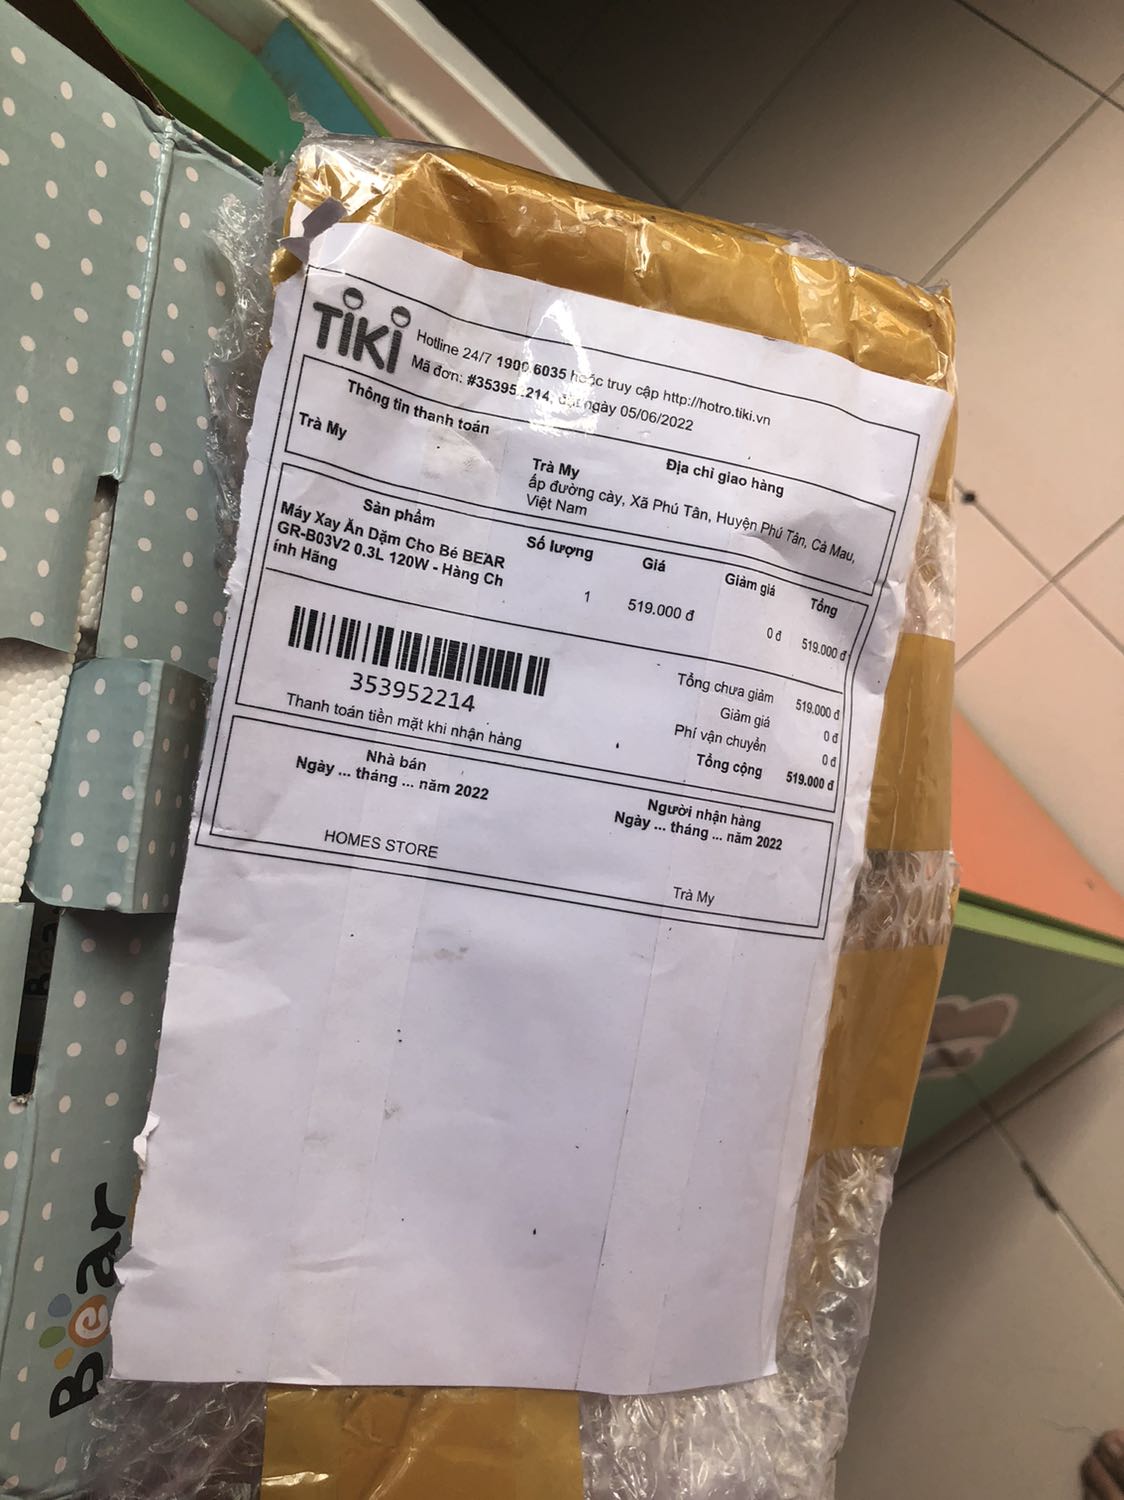 TIKI
Hotline 24/7 1900 6035 hoặc truy cập http://hotro.tiki.vn
Mã đơn: #353952214, đặt ngày 05/06/2022
Thông tin thanh toán
Địa chỉ giao hàng
Trà My
Trà My
ấp đường cày, Xã Phú Tân, Huyện Phú Tân, Cà Mau,
Việt Nam
Sản phẩm
Số lượng
Giá
Giảm giá
Tổng
Máy Xay Ăn Dặm Cho Bé BEAR
GR-B03V2 0.3L 120W - Hàng Ch
ính Hãng
1
519.000 đ
0 đ
519.000 đ
353952214
Thanh toán tiền mặt khi nhận hàng
Tổng chưa giảm 519.000 đ
Giảm giá 0 đ
Phí vận chuyển 0 đ
Tổng cộng 519.000 đ
Nhà bán
Ngày ... tháng ... năm 2022
HOMES STORE
Người nhận hàng
Ngày ... tháng ... năm 2022
Trà My
Bear